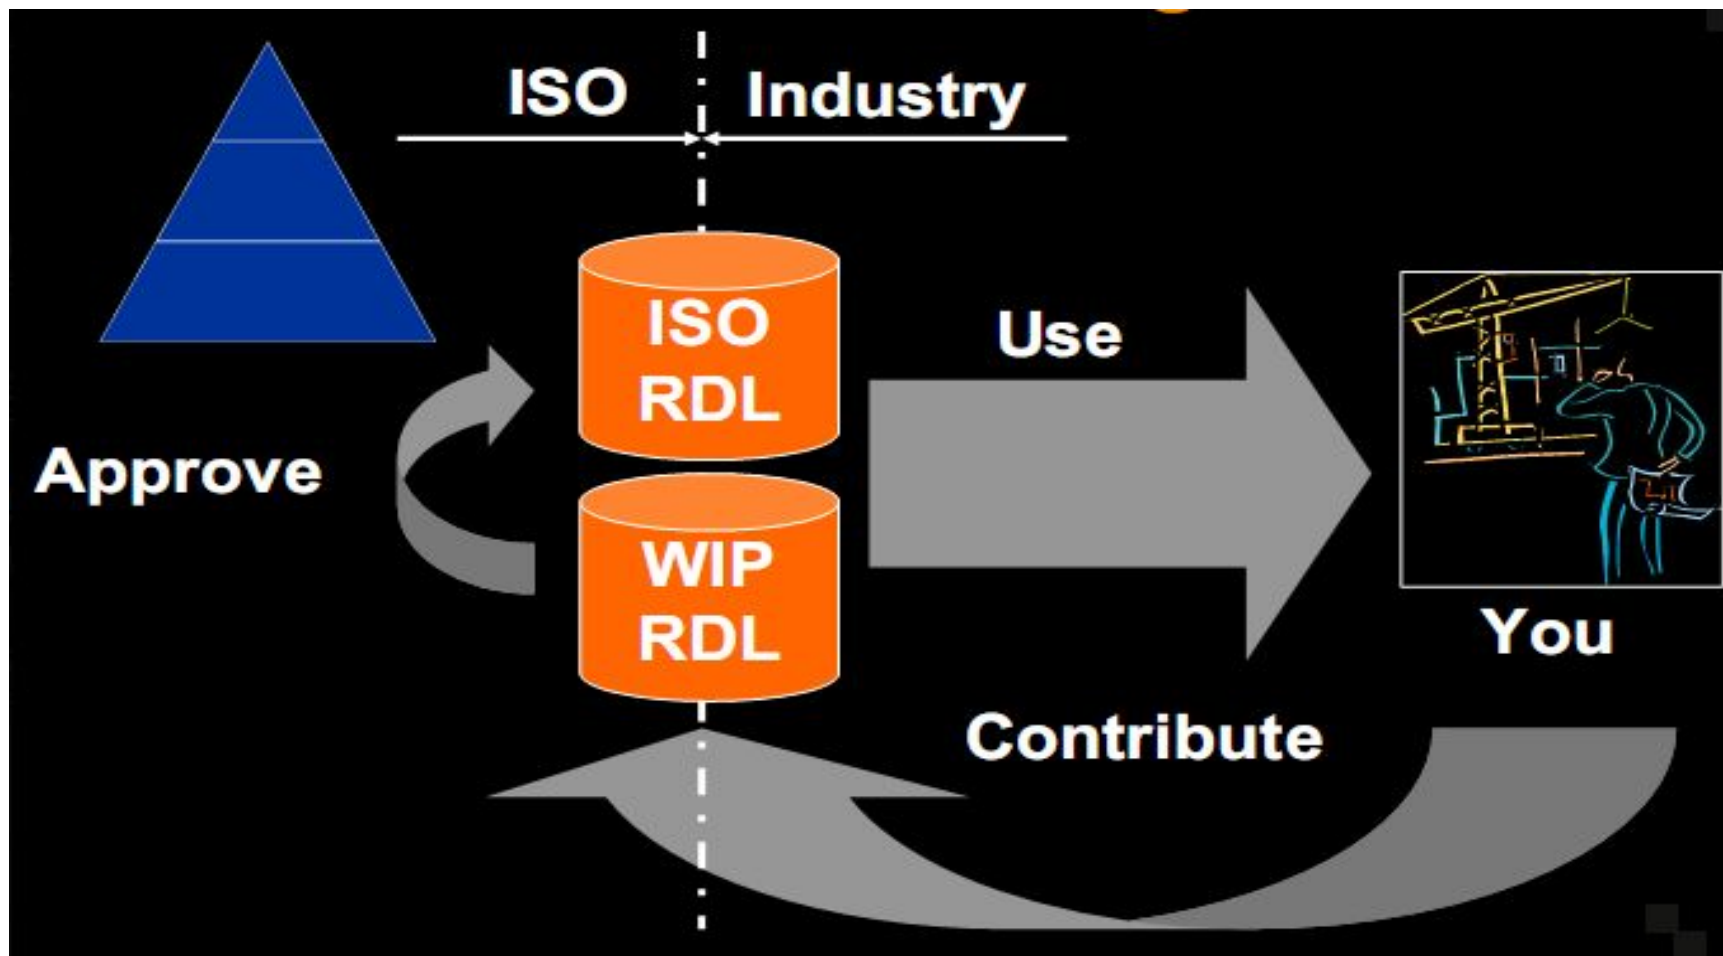 ISO
Industry
ISO
RDL
Use
Approve
WIP
RDL
You
Contribute